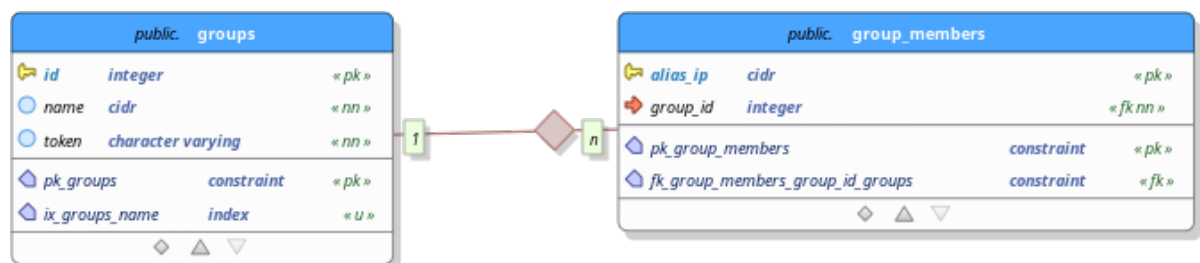 public. groups
id integer «pk»
name cidr «nn»
token character varying «nn»
pk_groups constraint «pk»
ix_groups_name index «u»
1
n
public. group_members
alias_ip cidr «pk»
group_id integer «fk nn»
pk_group_members constraint «pk»
fk_group_members_group_id_groups constraint «fk»